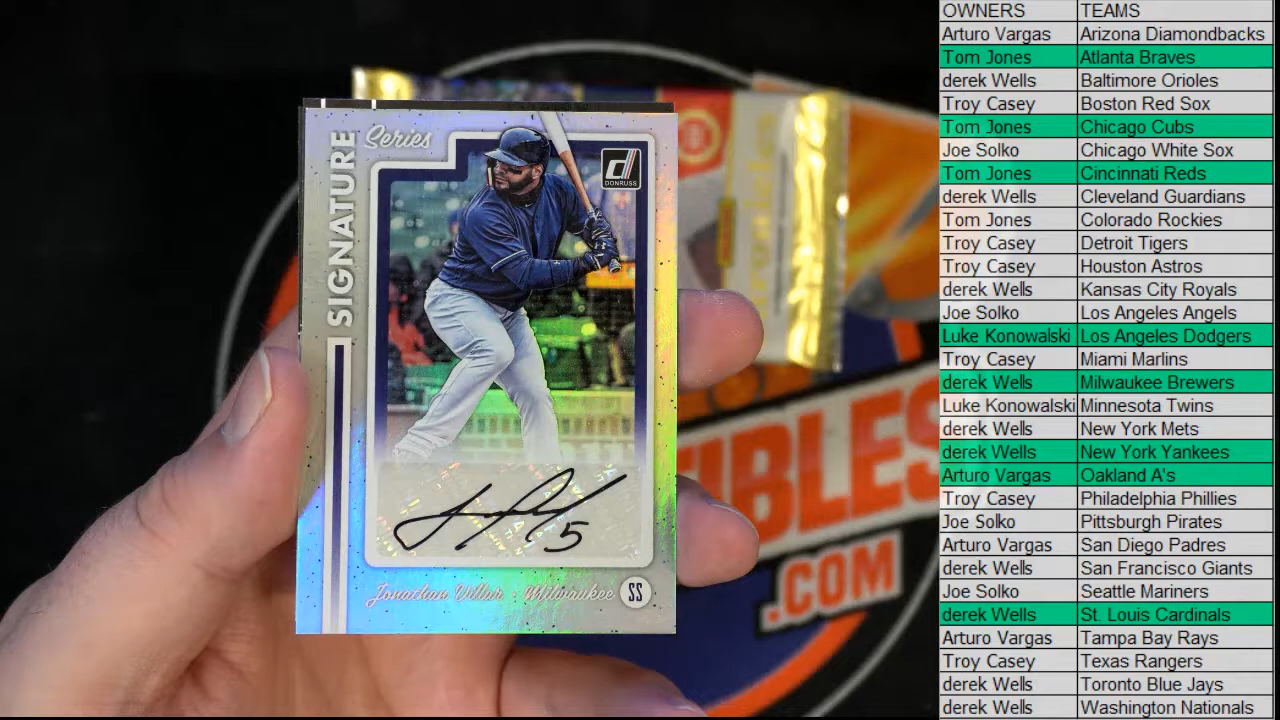 SIGNATURE
Series
DONRUSS
5
Jonathan Villar • Milwaukee SS
IBLES
.COM
OWNERS TEAMS
Arturo Vargas Arizona Diamondbacks
Tom Jones Atlanta Braves
derek Wells Baltimore Orioles
Troy Casey Boston Red Sox
Tom Jones Chicago Cubs
Joe Solko Chicago White Sox
Tom Jones Cincinnati Reds
derek Wells Cleveland Guardians
Tom Jones Colorado Rockies
Troy Casey Detroit Tigers
Troy Casey Houston Astros
derek Wells Kansas City Royals
Joe Solko Los Angeles Angels
Luke Konowalski Los Angeles Dodgers
Troy Casey Miami Marlins
derek Wells Milwaukee Brewers
Luke Konowalski Minnesota Twins
derek Wells New York Mets
derek Wells New York Yankees
Arturo Vargas Oakland A's
Troy Casey Philadelphia Phillies
Joe Solko Pittsburgh Pirates
Arturo Vargas San Diego Padres
derek Wells San Francisco Giants
Joe Solko Seattle Mariners
derek Wells St. Louis Cardinals
Arturo Vargas Tampa Bay Rays
Troy Casey Texas Rangers
derek Wells Toronto Blue Jays
derek Wells Washington Nationals